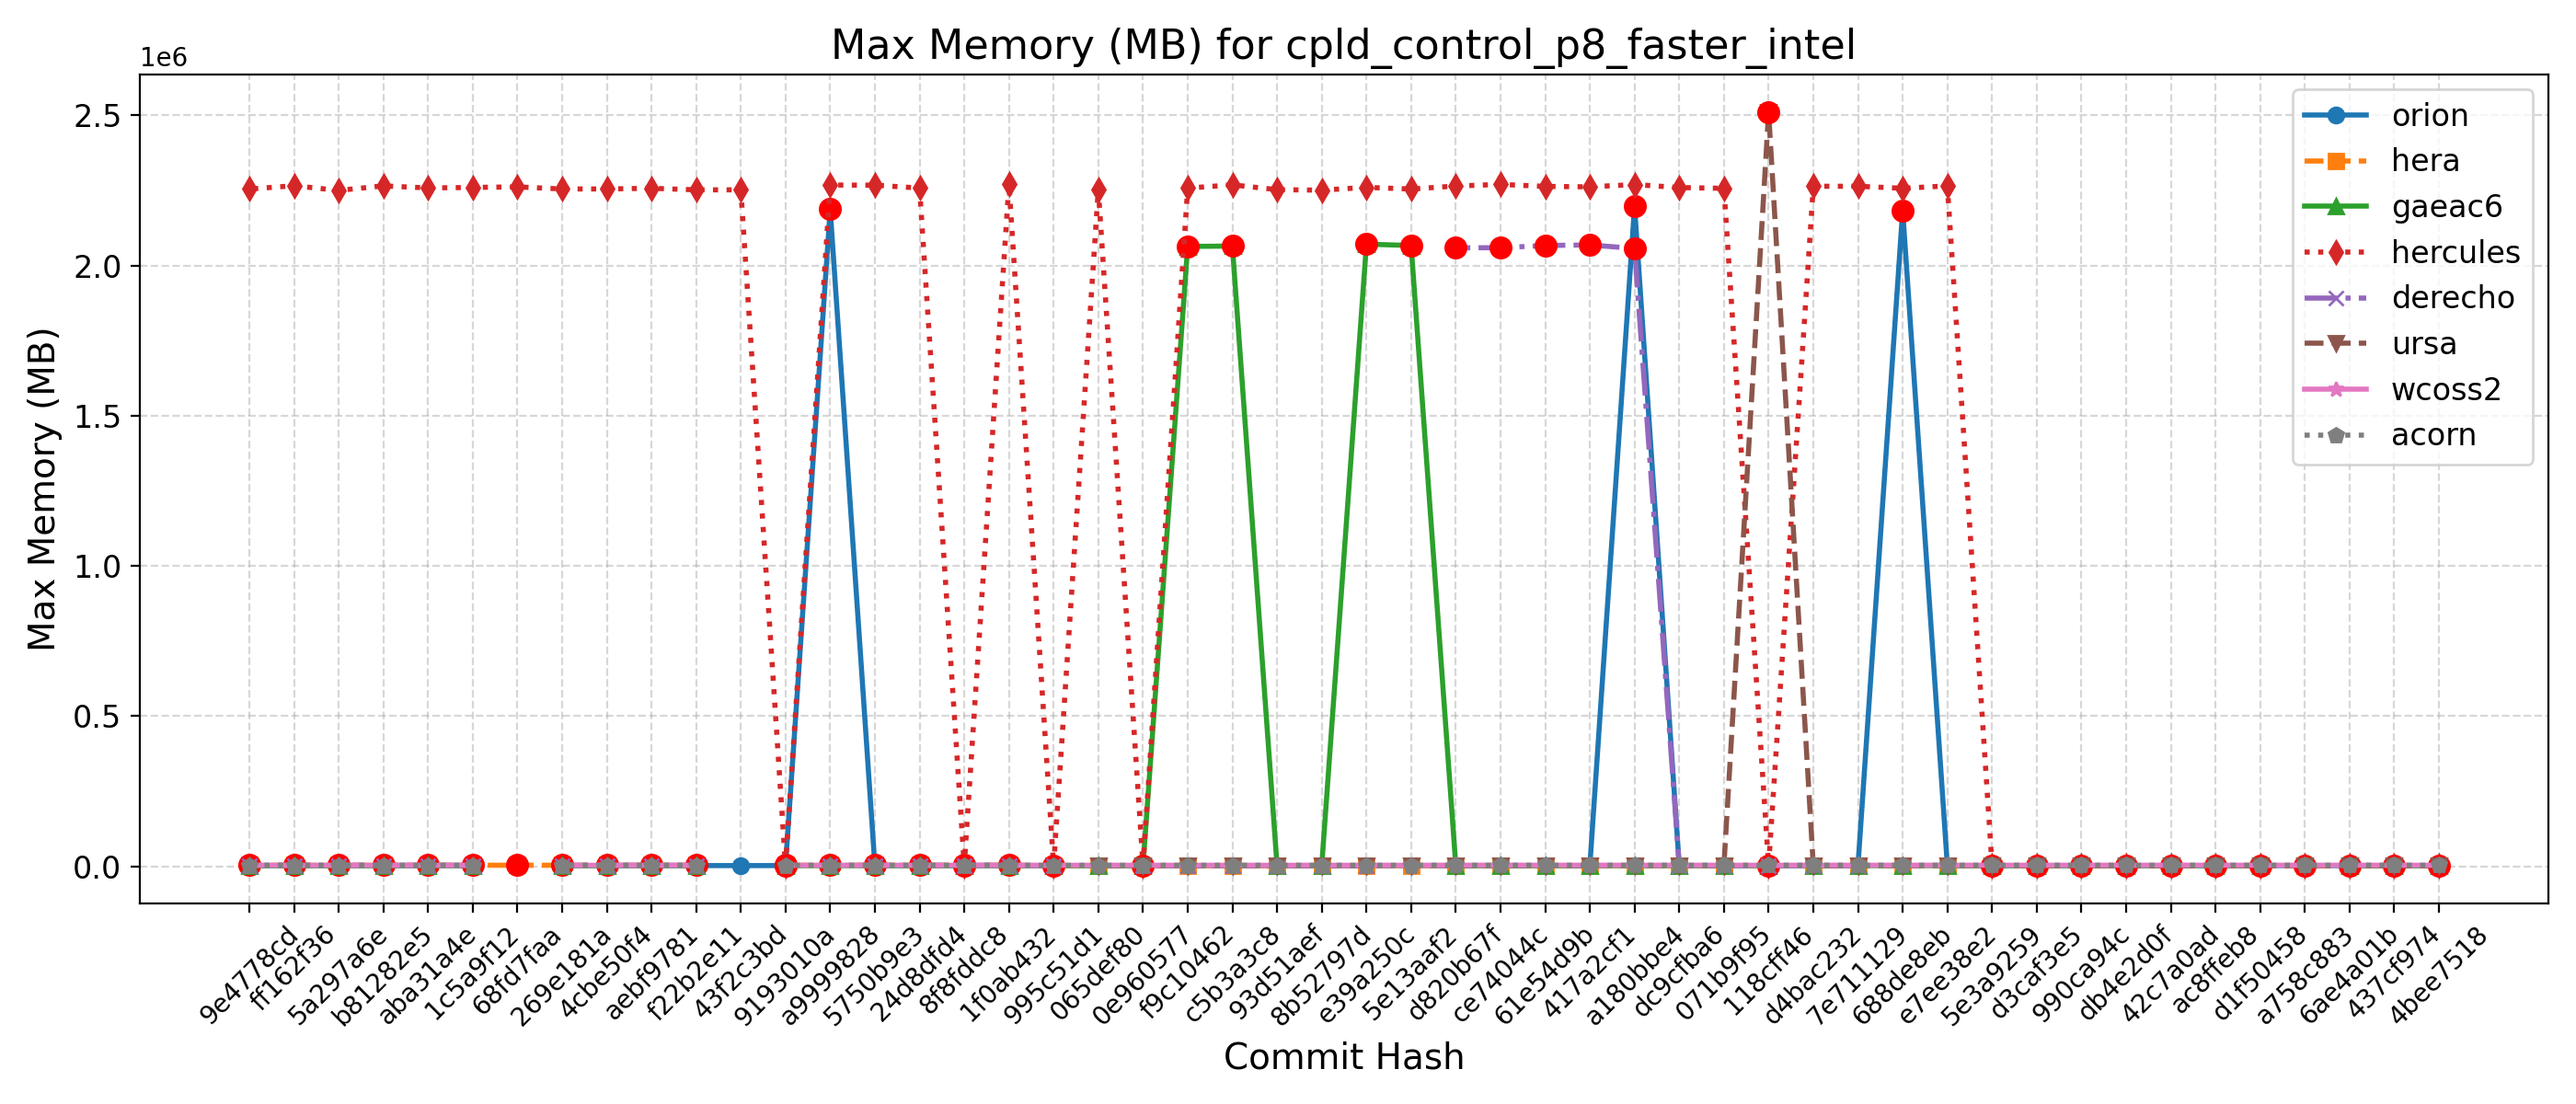 Max Memory (MB) for cpld_control_p8_faster_intel
1e6
2.5
2.0
1.5
1.0
0.5
0.0
Max Memory (MB)
orion
hera
gaeac6
hercules
derecho
ursa
wcoss2
acorn
9e4778cd
ff162f36
5a297a6e
b81282e5
aba31a4e
1c5a9f12
68fd7faa
269e181a
4cbe50f4
aebf9781
f22b2e11
43f2c3bd
9193010a
a9999828
5750b9e3
24d8dfd4
8f8fddc8
1f0ab432
995c51d1
065def80
0e960577
f9c10462
c5b3a3c8
93d51aef
8b52797d
e39a250c
5e13aaf2
d820b67f
ce74044c
61e54d9b
417a2cf1
a180bbe4
dc9cfba6
071b9f95
118cff46
d4bac232
7e711129
688de8eb
e7ee38e2
5e3a9259
d3caf3e5
990ca94c
db4e2d0f
42c7a0ad
ac8ffeb8
d1f50458
a758c883
6ae4a01b
437cf974
4bee7518
Commit Hash